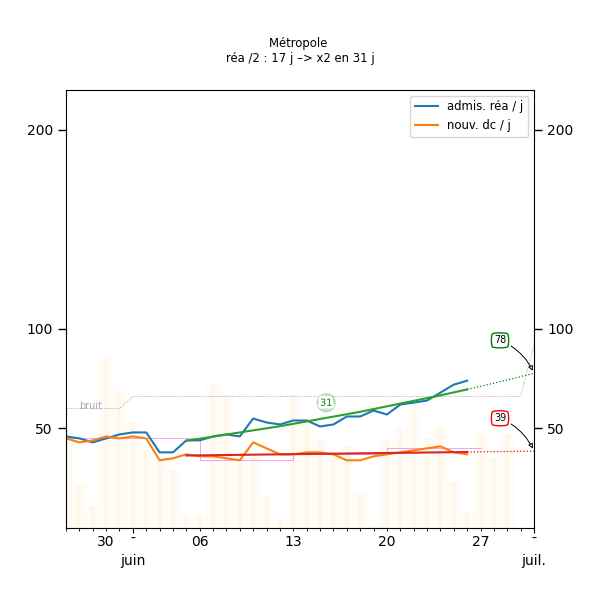 Métropole
réa /2 : 17 j –> x2 en 31 j
admis. réa / j
nouv. dc / j
200
200
100
100
78
bruit
31
39
50
50
30
-
06
13
20
27
-
juin
juil.